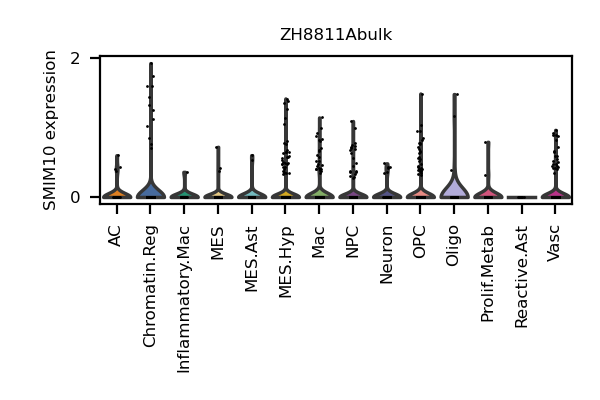 ZH8811Abulk
SMIM10 expression
2
0
AC
Chromatin.Reg
Inflammatory.Mac
MES
MES.Ast
MES.Hyp
Mac
NPC
Neuron
OPC
Oligo
Prolif.Metab
Reactive.Ast
Vasc